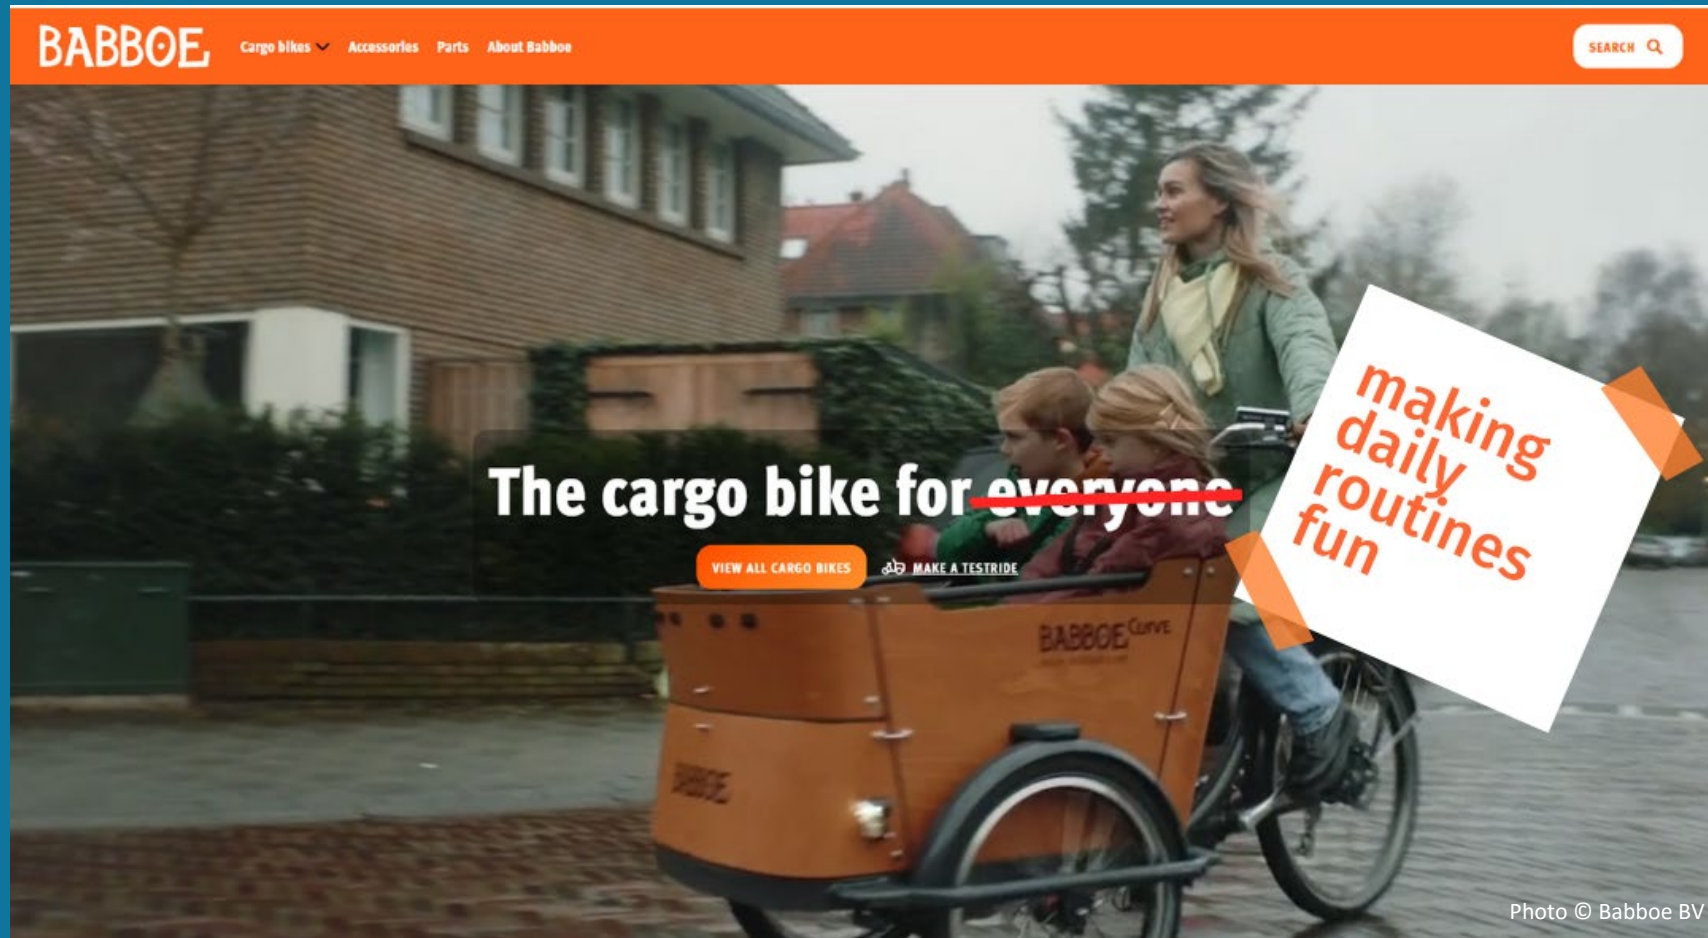 BABBOE
Cargo bikes
Accessories
Parts
About Babboe
SEARCH
The cargo bike for everyone
VIEW ALL CARGO BIKES
MAKE A TESTRIDE
making
daily
routines
fun
BABBOE Curve
BABBOE
Photo © Babboe BV